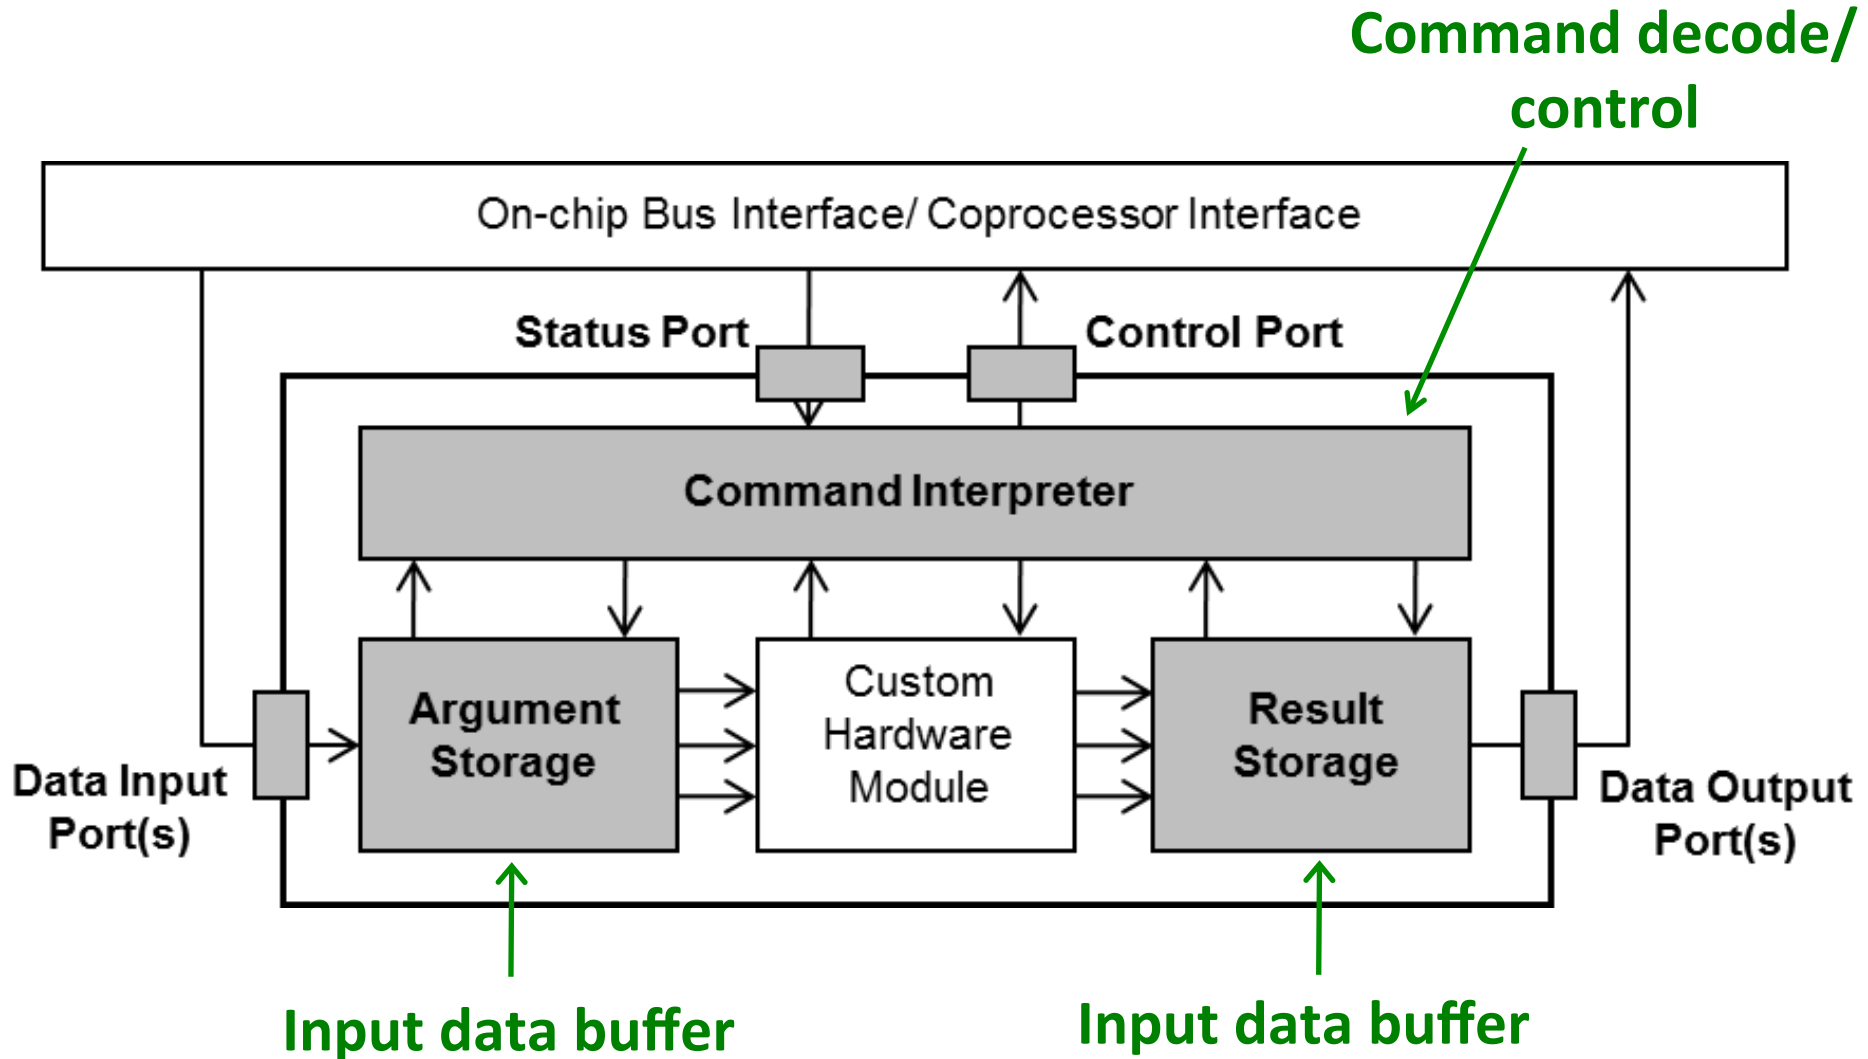 Command decode/
control
On-chip Bus Interface/ Coprocessor Interface
Status Port
Control Port
Command Interpreter
Argument
Storage
Custom
Hardware
Module
Result
Storage
Data Input
Port(s)
Data Output
Port(s)
Input data buffer
Input data buffer